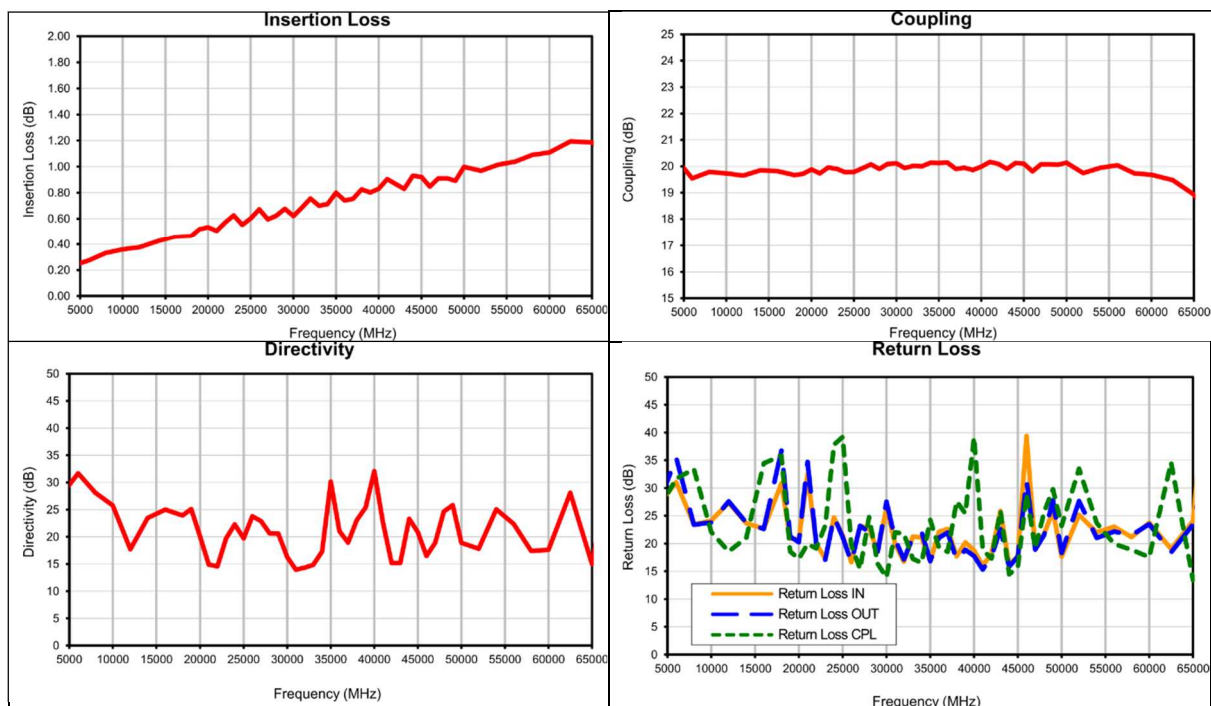 Insertion Loss
2.00
1.80
1.60
1.40
1.20
1.00
0.80
0.60
0.40
0.20
0.00
Insertion Loss (dB)
5000 10000 15000 20000 25000 30000 35000 40000 45000 50000 55000 60000 65000
Frequency (MHz)
Coupling
25
24
23
22
21
20
19
18
17
16
15
Coupling (dB)
5000 10000 15000 20000 25000 30000 35000 40000 45000 50000 55000 60000 65000
Frequency (MHz)
Directivity
50
45
40
35
30
25
20
15
10
5
0
Directivity (dB)
5000 10000 15000 20000 25000 30000 35000 40000 45000 50000 55000 60000 65000
Frequency (MHz)
Return Loss
50
45
40
35
30
25
20
15
10
5
0
Return Loss (dB)
Return Loss IN
Return Loss OUT
Return Loss CPL
5000 10000 15000 20000 25000 30000 35000 40000 45000 50000 55000 60000 65000
Frequency (MHz)